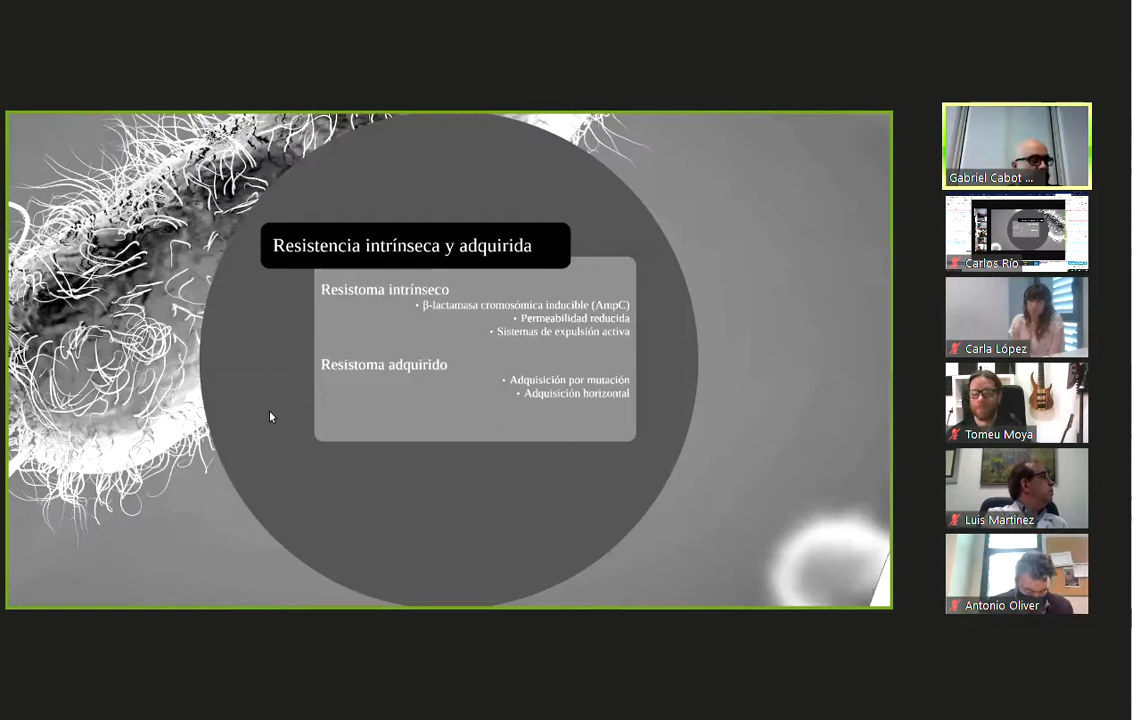 Resistencia intrínseca y adquirida
Resistoma intrínseco
• β-lactamasa cromosómica inducible (AmpC)
• Permeabilidad reducida
• Sistemas de expulsión activa
Resistoma adquirido
• Adquisición por mutación
• Adquisición horizontal
Gabriel Cabot ...
Carlos Río
Carla López
Tomeu Moya
Luis Martínez
Antonio Oliver